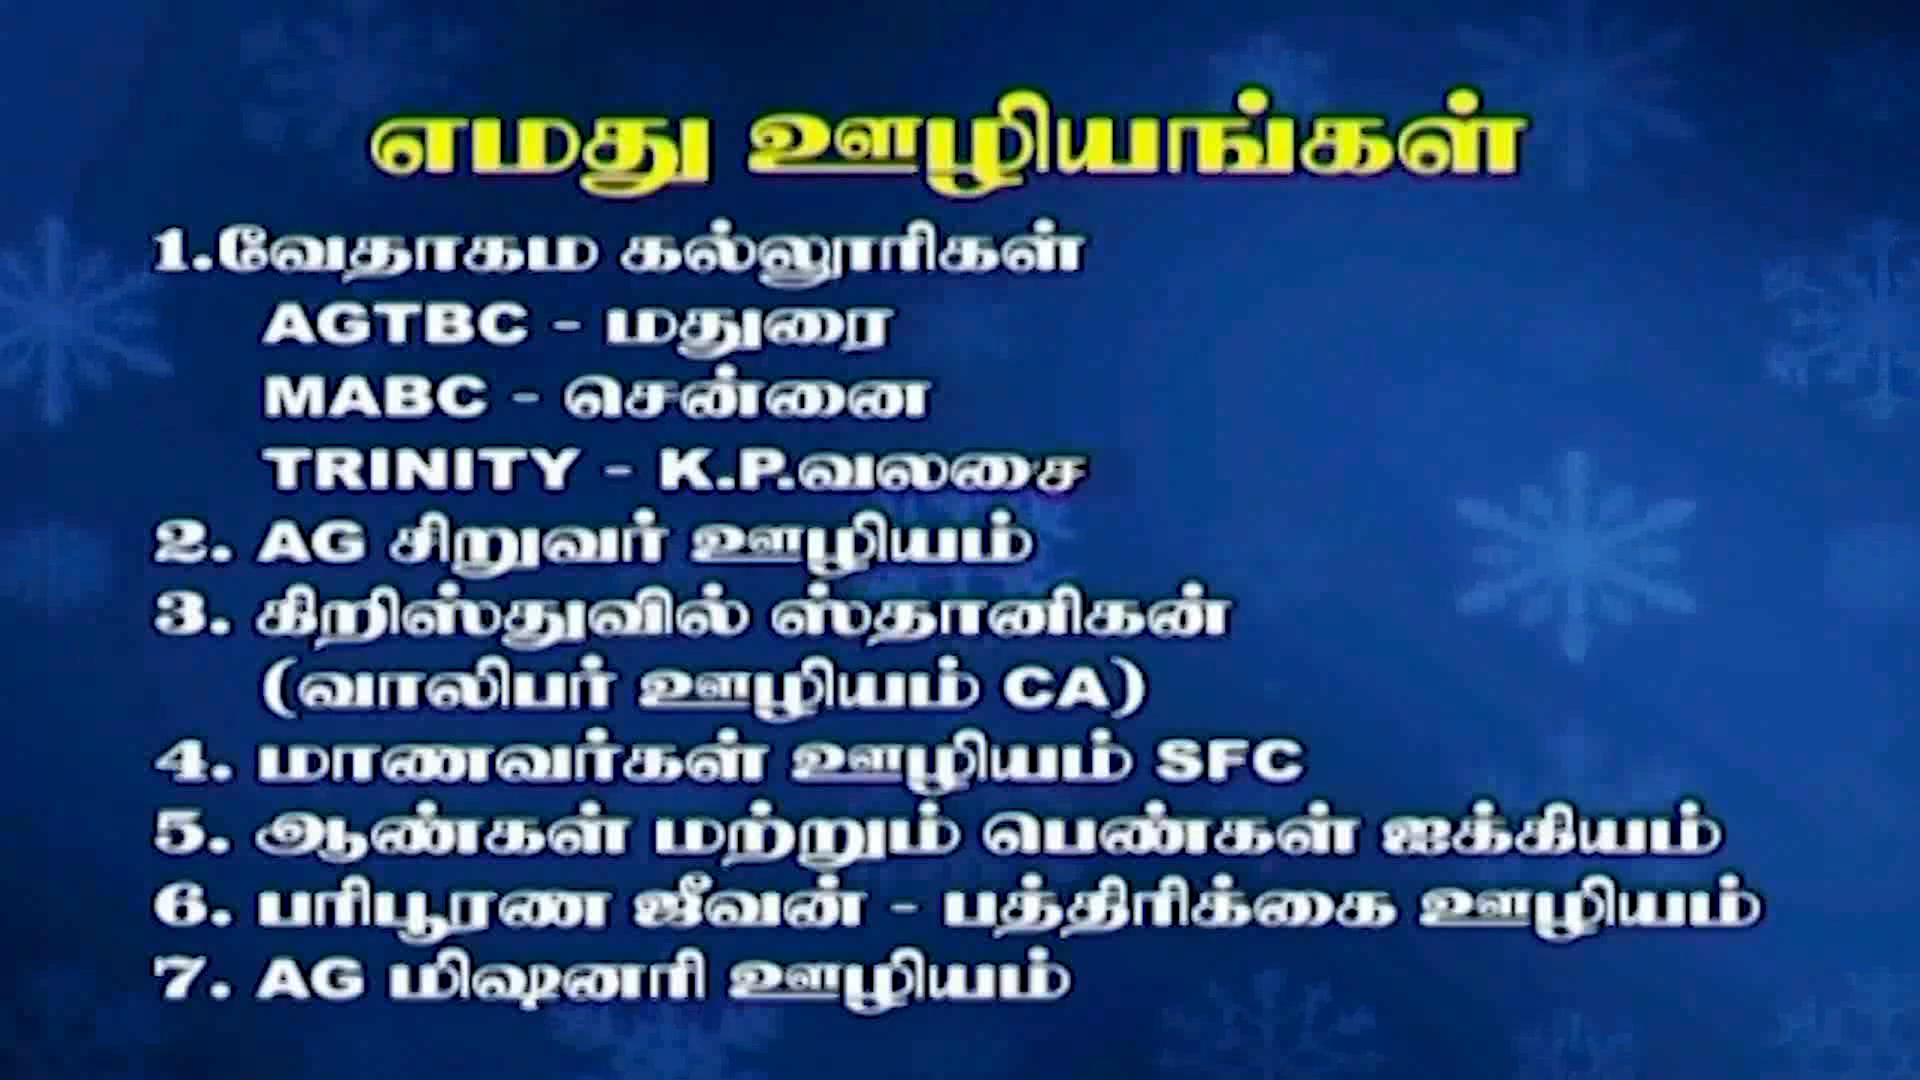 எமது ஊழியங்கள்
1.வேதாகம கல்லூரிகள்
AGTBC - மதுரை
MABC - சென்னை
TRINITY - K.P.வலசை
2. AG சிறுவர் ஊழியம்
3. கிறிஸ்துவில் ஸ்தானிகன்
(வாலிபர் ஊழியம் CA)
4. மாணவர்கள் ஊழியம் SFC
5. ஆண்கள் மற்றும் பெண்கள் ஐக்கியம்
6. பரிபூரண ஜீவன் - பத்திரிக்கை ஊழியம்
7. AG மிஷனரி ஊழியம்